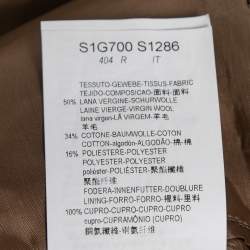 S1G700 S1286
404 R IT
TESSUTO-GEWEBE-TISSUS-FABRIC
TEJIDO-COMPOSICAO-面料-面料
50% LANA VERGINE-SCHURWOLLE
LAINE VIERGE-VIRGIN WOOL
lana virgen-LÃ VIRGEM-羊毛
羊毛
34% COTONE-BAUMWOLLE-COTON
COTTON-algodón-ALGODÃO-棉-棉
16% POLIESTERE-POLYESTER
POLYESTER-POLYESTER
poliéster-POLIÉSTER-聚酯纖維
聚酯纤维
FODERA-INNENFUTTER-DOUBLURE
LINING-FORRO-FORRO-裡料-里料
100% CUPRO-CUPRO-CUPRO-CUPRO
cupro-CUPRAMÔNIO (CUPRO)
銅氨纖維-铜氨纤维